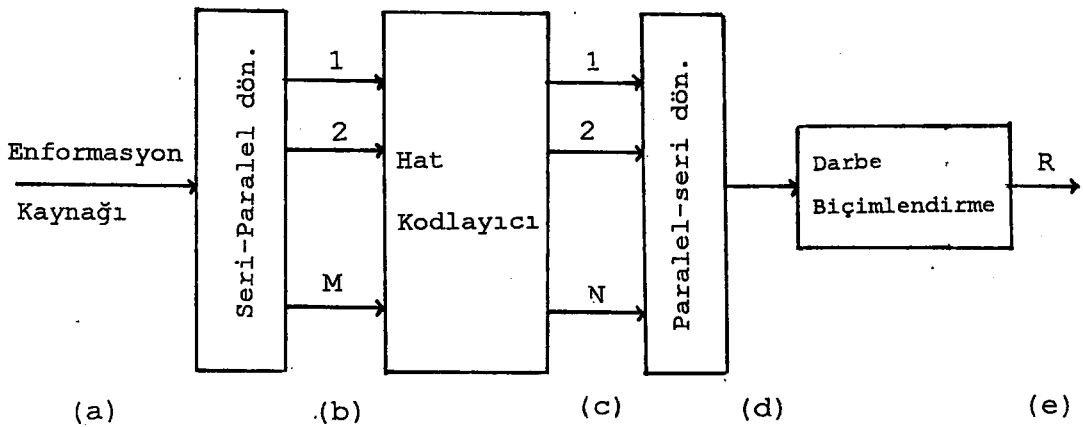 Enformasyon
Kaynağı
Seri-Paralel dön.
1
2
M
Hat
Kodlayıcı
1
2
N
Paralel-seri dön.
Darbe
Biçimlendirme
R
(a)
(b)
(c)
(d)
(e)